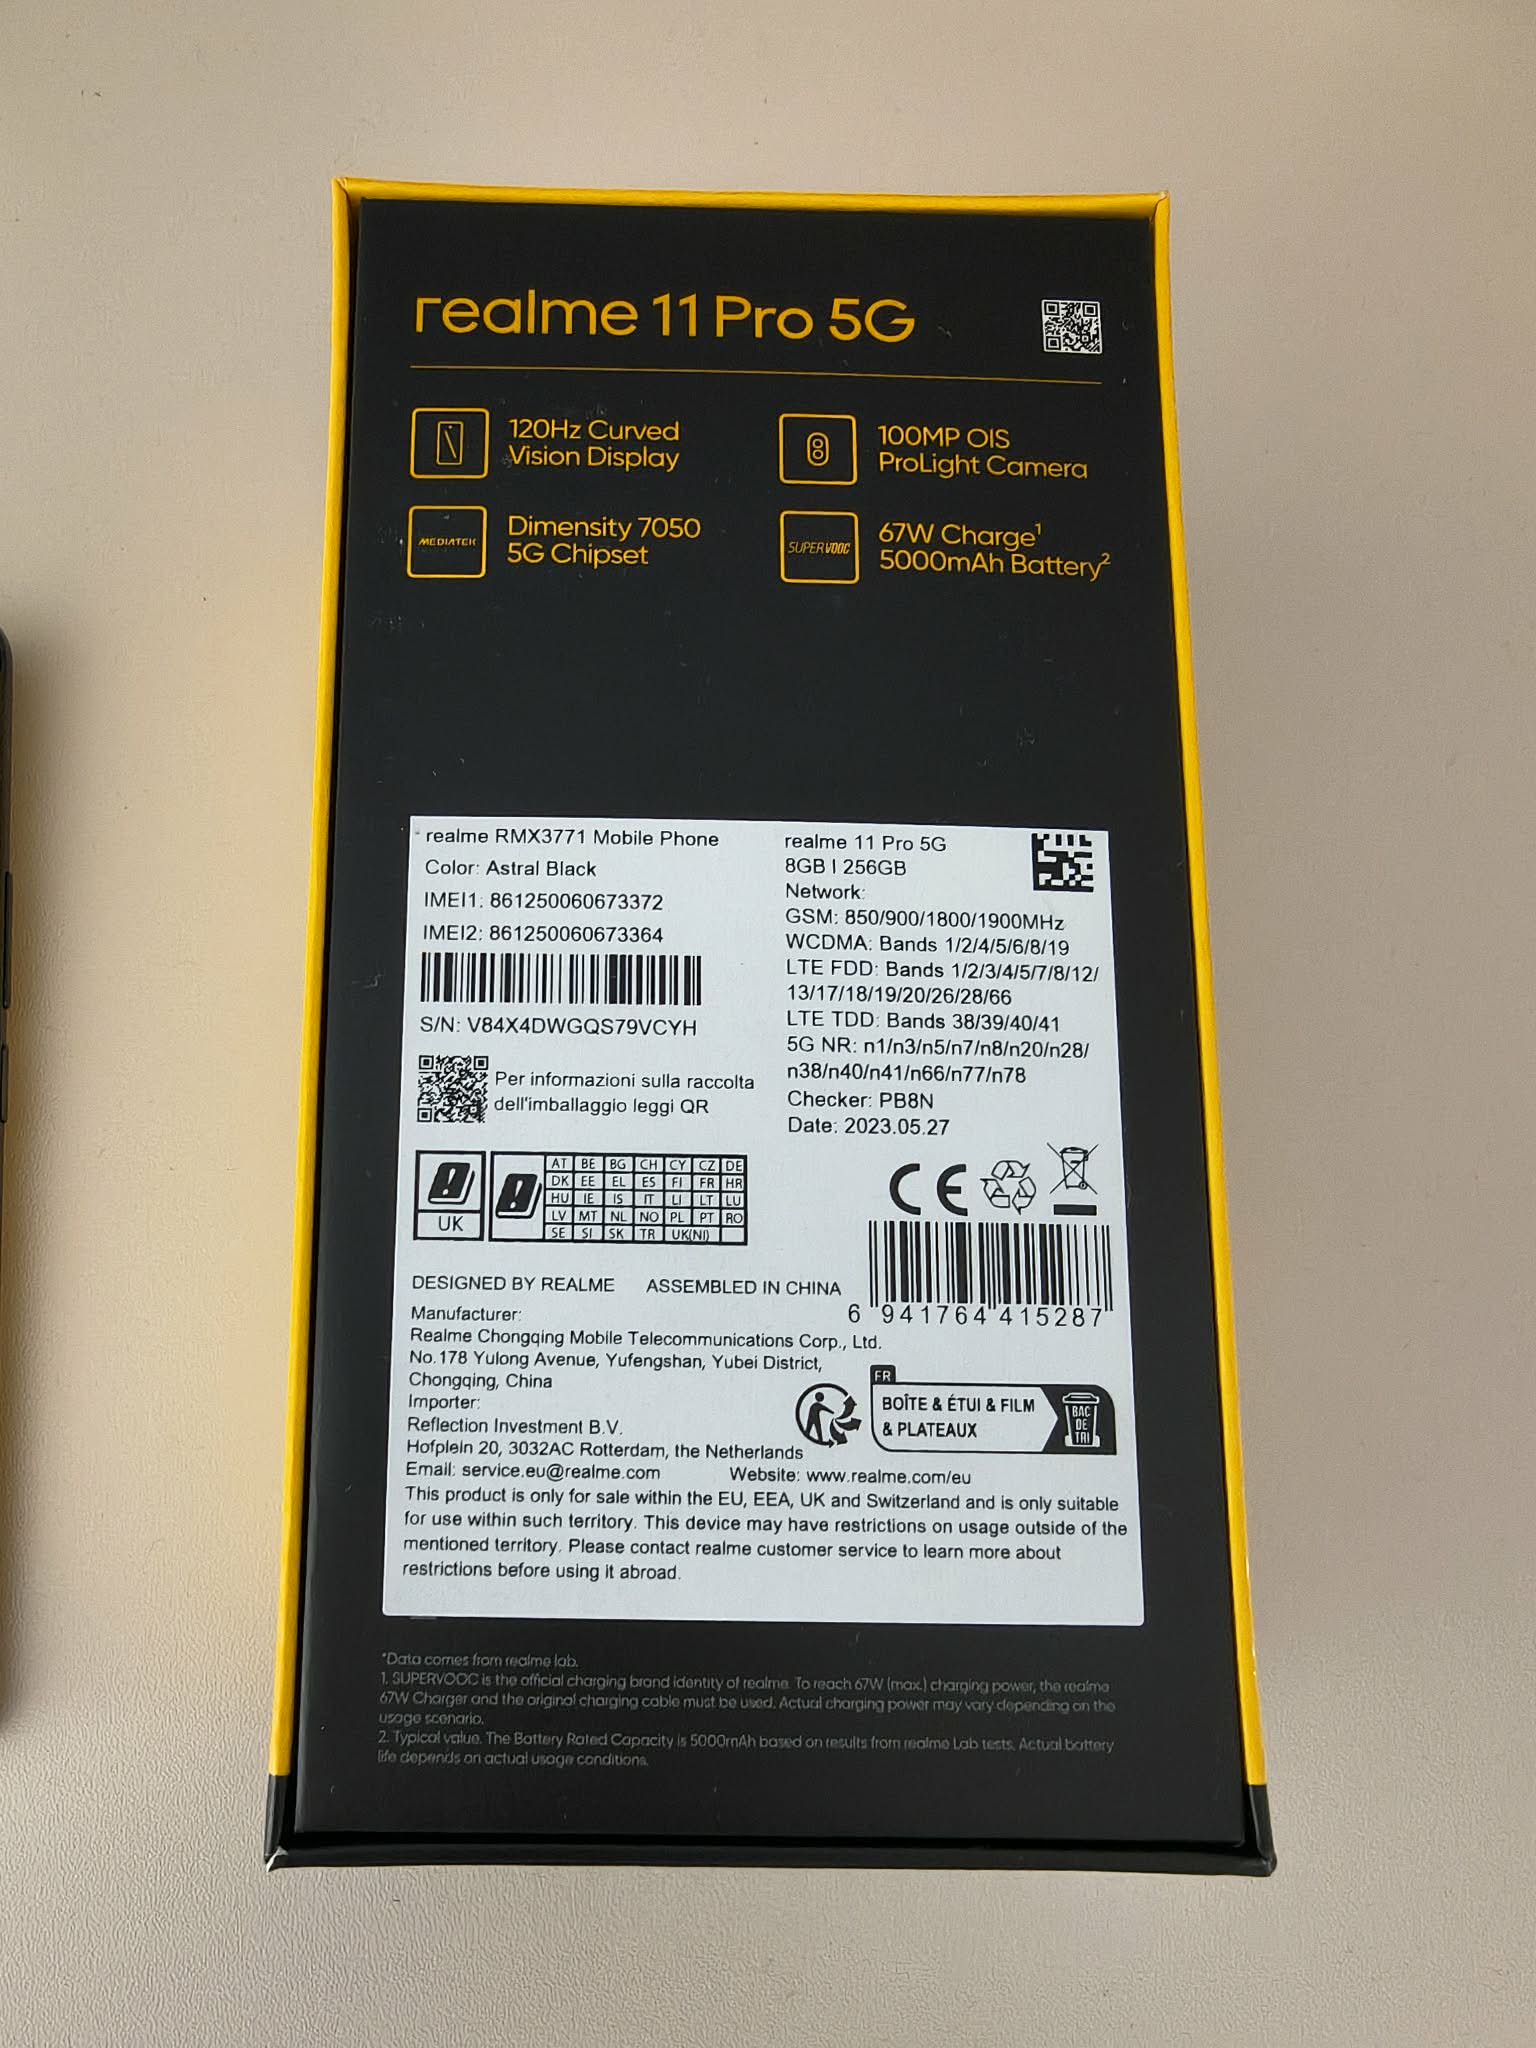 realme 11 Pro 5G
120Hz Curved
Vision Display
100MP OIS
ProLight Camera
MEDIATEK
Dimensity 7050
5G Chipset
SUPERVOOC
67W Charge¹
5000mAh Battery²
realme RMX3771 Mobile Phone
Color: Astral Black
IMEI1: 861250060673372
IMEI2: 861250060673364
S/N: V84X4DWGQS79VCYH
Per informazioni sulla raccolta
dell'imballaggio leggi QR
realme 11 Pro 5G
8GB | 256GB
Network:
GSM: 850/900/1800/1900MHz
WCDMA: Bands 1/2/4/5/6/8/19
LTE FDD: Bands 1/2/3/4/5/7/8/12/
13/17/18/19/20/26/28/66
LTE TDD: Bands 38/39/40/41
5G NR: n1/n3/n5/n7/n8/n20/n28/
n38/n40/n41/n66/n77/n78
Checker: PB8N
Date: 2023.05.27
UK
AT BE BG CH CY CZ DE
DK EE EL ES FI FR HR
HU IE IS IT LI LT LU
LV MT NL NO PL PT RO
SE SI SK TR UK(NI)
CE
6 941764 415287
DESIGNED BY REALME ASSEMBLED IN CHINA
Manufacturer:
Realme Chongqing Mobile Telecommunications Corp., Ltd.
No.178 Yulong Avenue, Yufengshan, Yubei District,
Chongqing, China
Importer:
Reflection Investment B.V.
Hofplein 20, 3032AC Rotterdam, the Netherlands
FR
BOÎTE & ÉTUI & FILM
& PLATEAUX
BAC
DE
TRI
Email: service.eu@realme.com Website: www.realme.com/eu
This product is only for sale within the EU, EEA, UK and Switzerland and is only suitable
for use within such territory. This device may have restrictions on usage outside of the
mentioned territory. Please contact realme customer service to learn more about
restrictions before using it abroad.
*Data comes from realme lab.
1. SUPERVOOC is the official charging brand identity of realme. To reach 67W (max.) charging power, the realme
67W Charger and the original charging cable must be used. Actual charging power may vary depending on the
usage scenario.
2. Typical value. The Battery Rated Capacity is 5000mAh based on results from realme Lab tests. Actual battery
life depends on actual usage conditions.